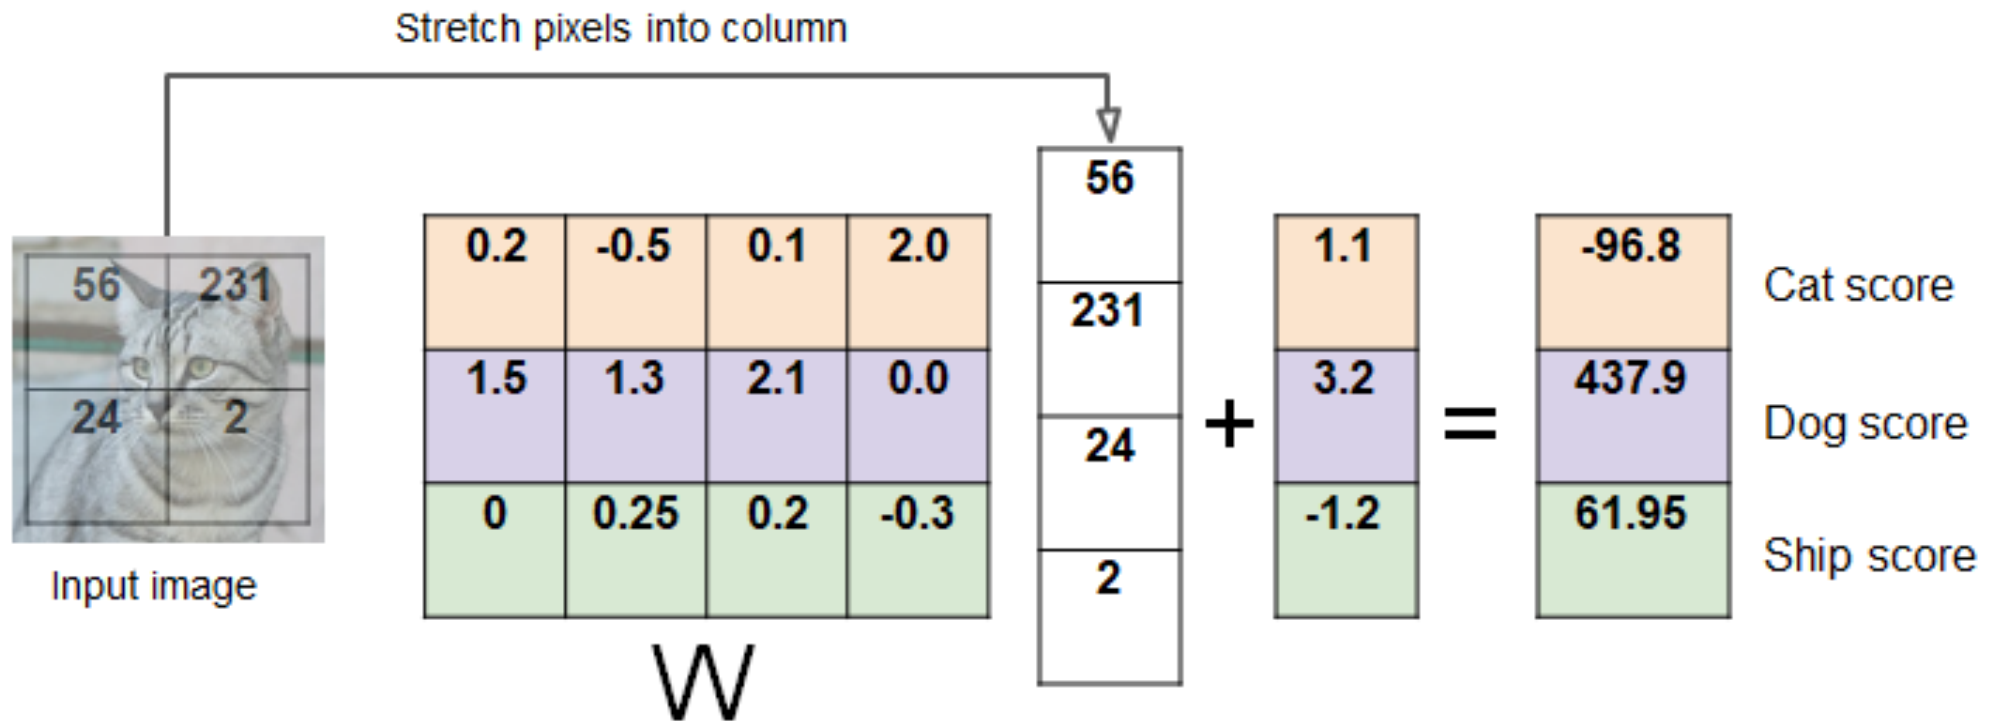 Stretch pixels into column
56 231
24 2
Input image
0.2 -0.5 0.1 2.0
1.5 1.3 2.1 0.0
0 0.25 0.2 -0.3
W
56
231
24
2
+
1.1
3.2
-1.2
=
-96.8 Cat score
437.9 Dog score
61.95 Ship score